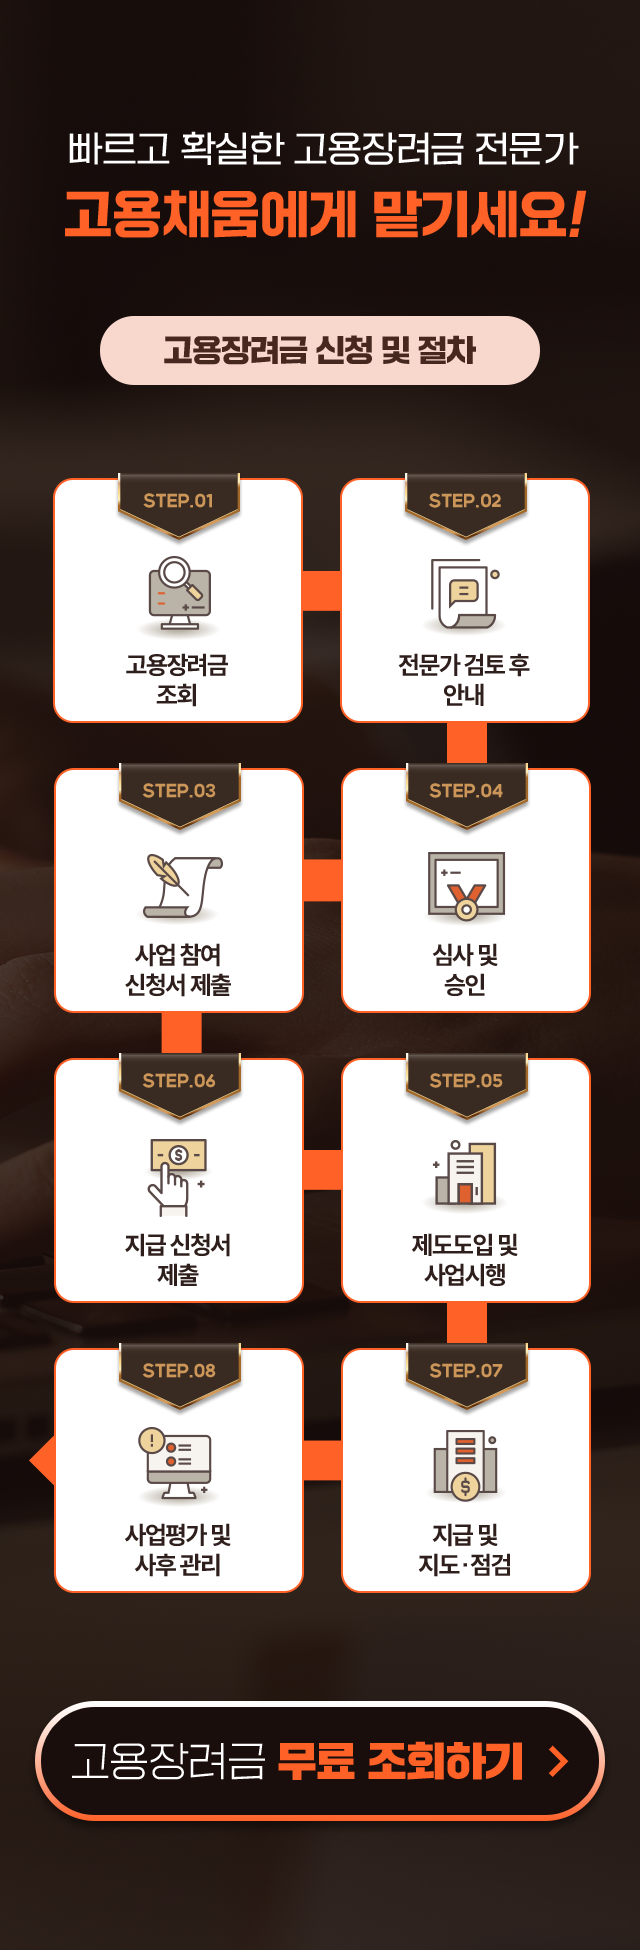 빠르고 확실한 고용장려금 전문가
고용채움에게 맡기세요!
고용장려금 신청 및 절차
STEP.01
고용장려금
조회
STEP.02
전문가 검토 후
안내
STEP.03
사업 참여
신청서 제출
STEP.04
심사 및
승인
STEP.06
지급 신청서
제출
STEP.05
제도도입 및
사업시행
STEP.08
사업평가 및
사후 관리
STEP.07
지급 및
지도·점검
고용장려금 무료 조회하기